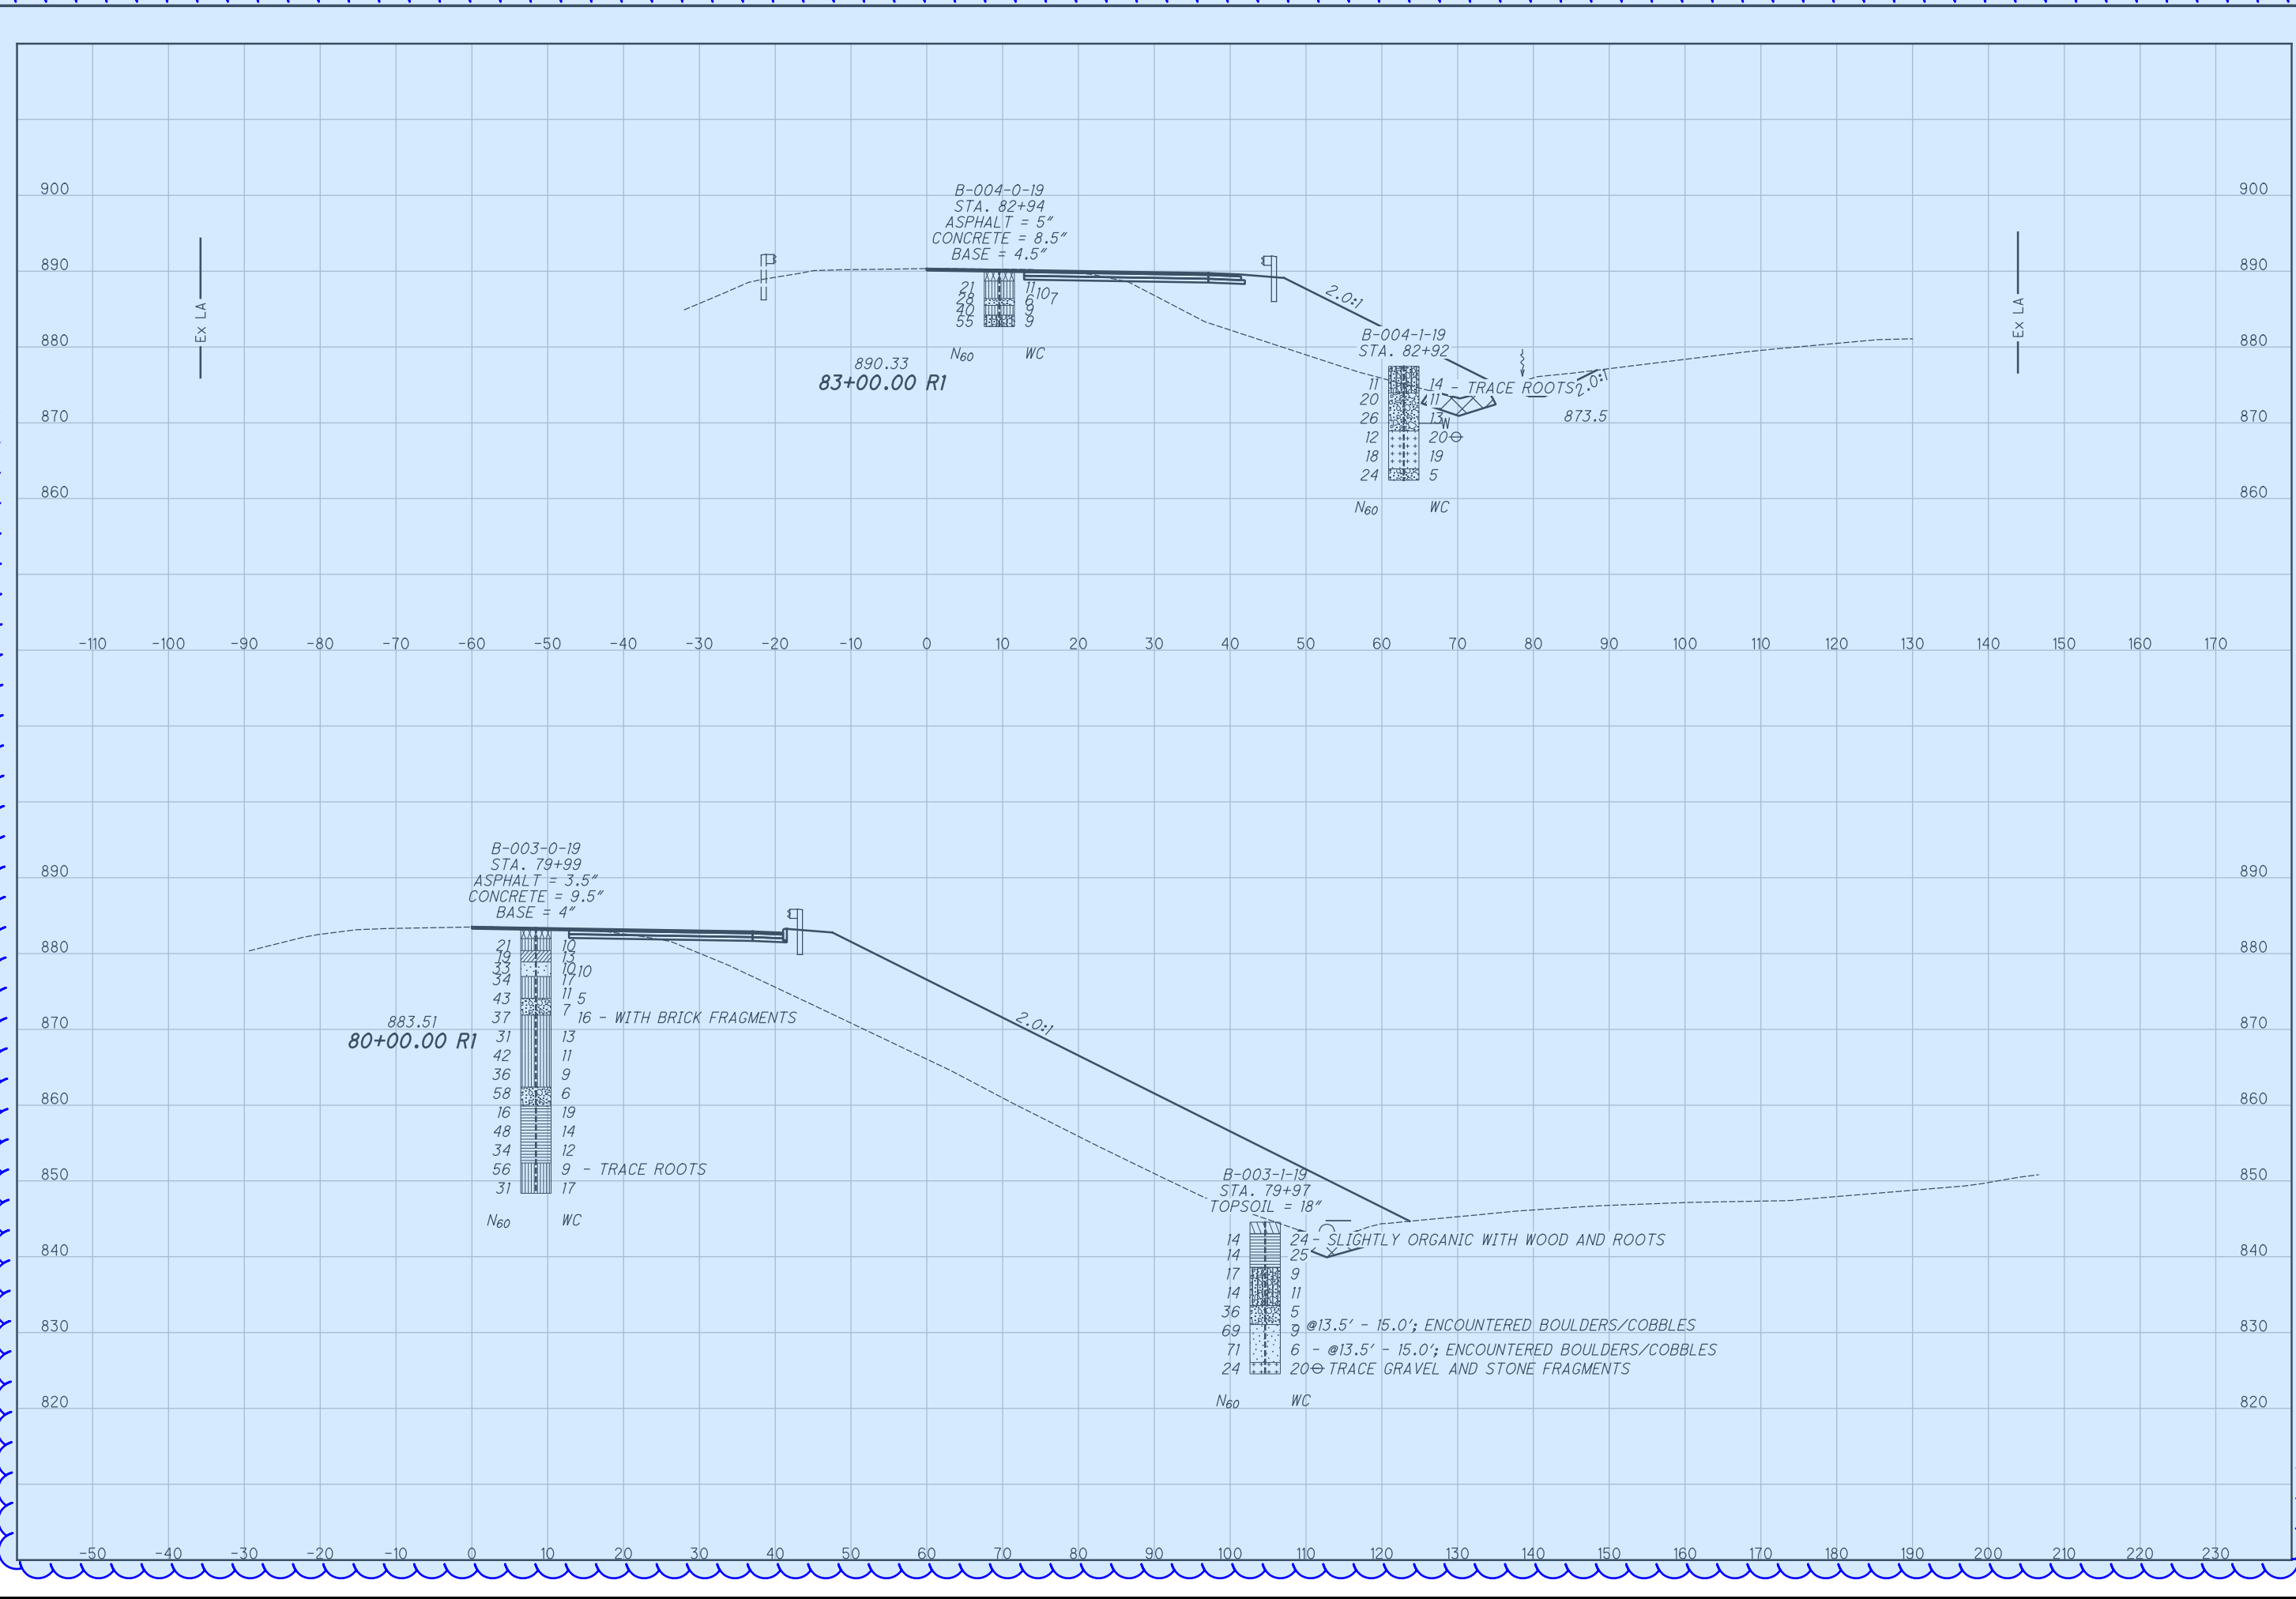 900 900
B-004-0-19
STA. 82+94
ASPHALT = 5"
CONCRETE = 8.5"
BASE = 4.5"
890 890
Ex LA
Ex LA
21 11 10 7
28 6
40 9
55 9
N60 WC
2.0:1
880 880
890.33
83+00.00 R1
B-004-1-19
STA. 82+92
11 14 - TRACE ROOTS
2.0:1
20 11
26 13
W
12 20
18 19
24 5
N60 WC
873.5
870 870
860 860
-110 -100 -90 -80 -70 -60 -50 -40 -30 -20 -10 0 10 20 30 40 50 60 70 80 90 100 110 120 130 140 150 160 170
B-003-0-19
STA. 79+99
ASPHALT = 3.5"
CONCRETE = 9.5"
BASE = 4"
890 890
880 880
21 10
19 13
33 10 10
34 17
43 11 5
7
37 16 - WITH BRICK FRAGMENTS
31 13
42 11
36 9
58 6
16 19
48 14
34 12
56 9 - TRACE ROOTS
31 17
N60 WC
883.51
80+00.00 R1
2.0:1
870 870
860 860
850 850
B-003-1-19
STA. 79+97
TOPSOIL = 18"
14 24 - SLIGHTLY ORGANIC WITH WOOD AND ROOTS
14 25
17 9
14 11
36 5
69 9 - @13.5' - 15.0'; ENCOUNTERED BOULDERS/COBBLES
71 6 - @13.5' - 15.0'; ENCOUNTERED BOULDERS/COBBLES
24 20 TRACE GRAVEL AND STONE FRAGMENTS
N60 WC
840 840
830 830
820 820
-50 -40 -30 -20 -10 0 10 20 30 40 50 60 70 80 90 100 110 120 130 140 150 160 170 180 190 200 210 220 230